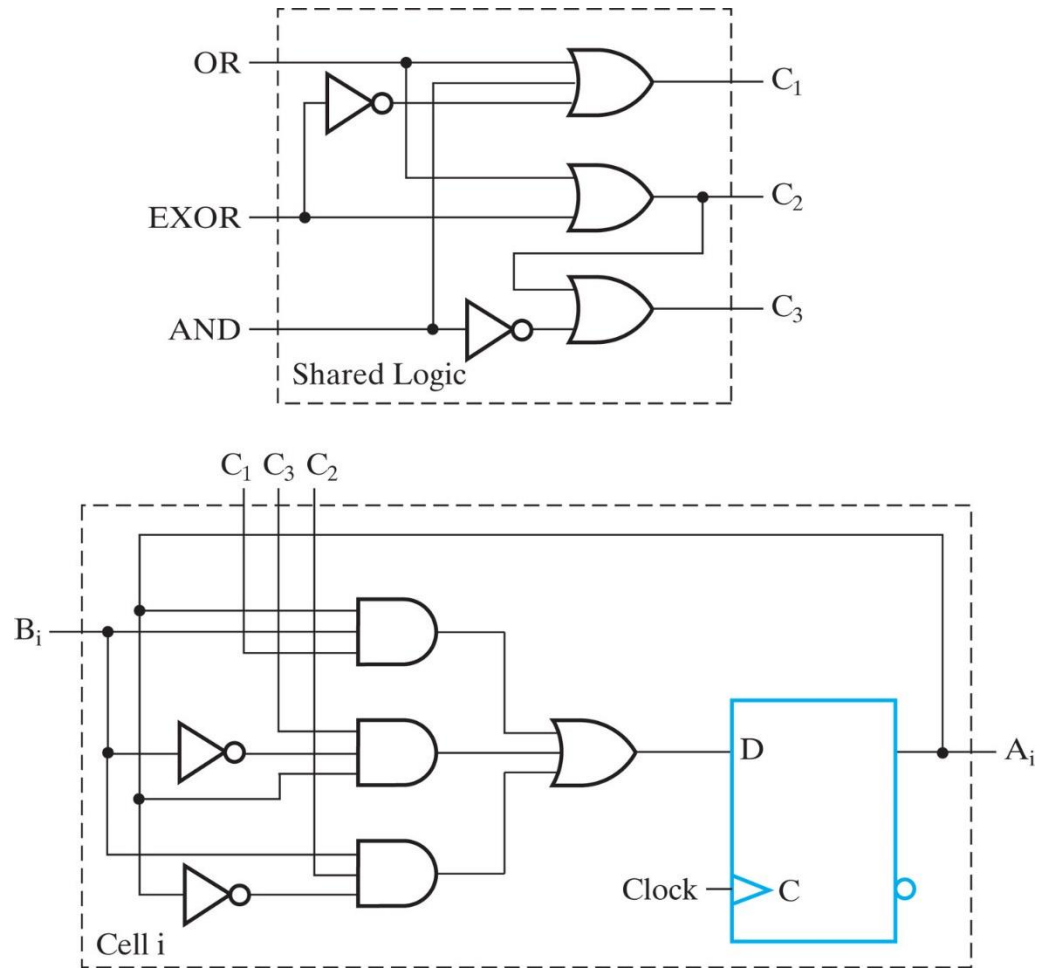 OR
C₁
EXOR
C₂
AND
C₃
Shared Logic
C₁ C₃ C₂
Bᵢ
D
Aᵢ
Clock
C
Cell i